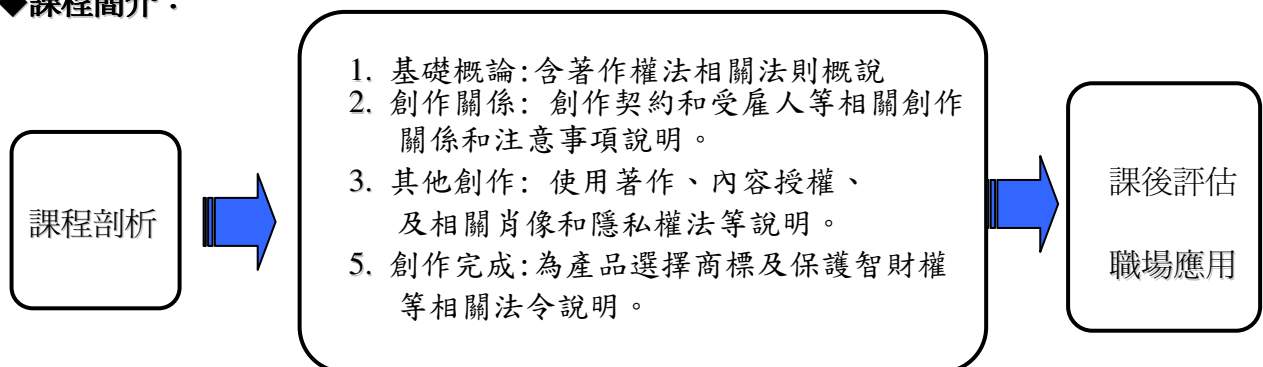 ◆課程簡介：
課程剖析
1. 基礎概論:含著作權法相關法則概說
2. 創作關係: 創作契約和受雇人等相關創作
關係和注意事項說明。
3. 其他創作: 使用著作、內容授權、
及相關肖像和隱私權法等說明。
5. 創作完成:為產品選擇商標及保護智財權
等相關法令說明。
課後評估
職場應用